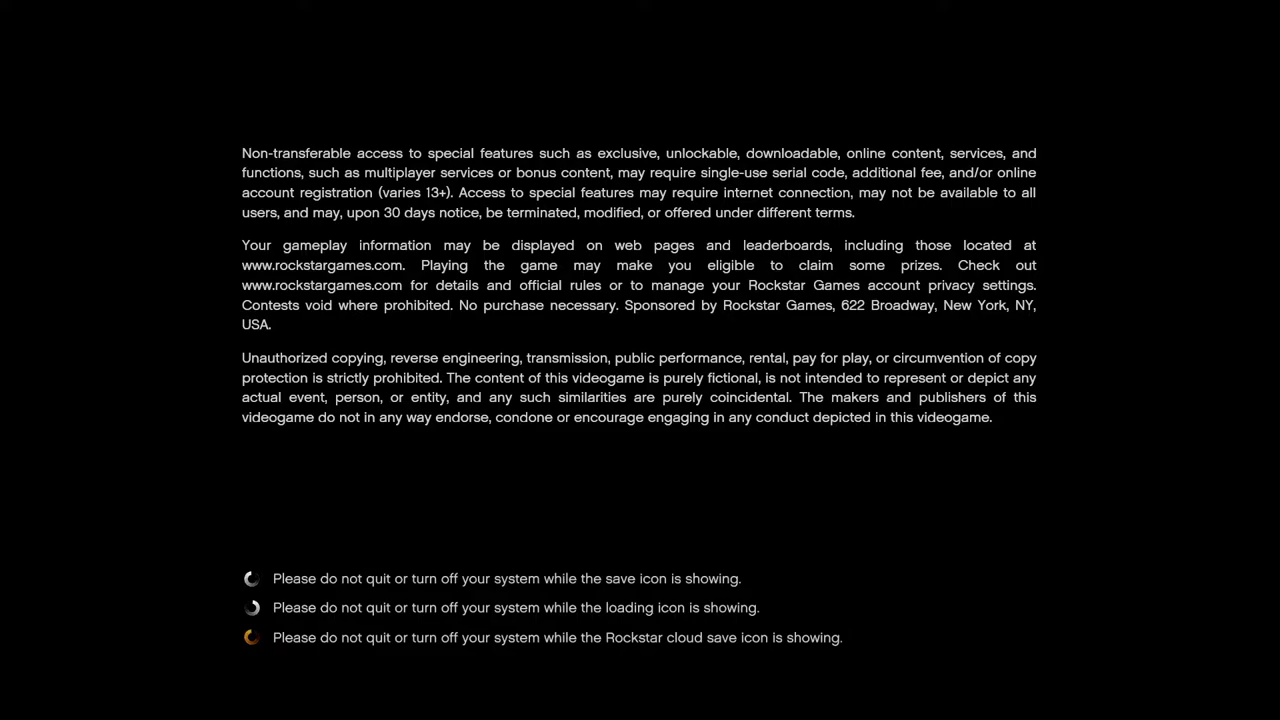 Non-transferable access to special features such as exclusive, unlockable, downloadable, online content, services, and
functions, such as multiplayer services or bonus content, may require single-use serial code, additional fee, and/or online
account registration (varies 13+). Access to special features may require internet connection, may not be available to all
users, and may, upon 30 days notice, be terminated, modified, or offered under different terms.
Your gameplay information may be displayed on web pages and leaderboards, including those located at
www.rockstargames.com. Playing the game may make you eligible to claim some prizes. Check out
www.rockstargames.com for details and official rules or to manage your Rockstar Games account privacy settings.
Contests void where prohibited. No purchase necessary. Sponsored by Rockstar Games, 622 Broadway, New York, NY,
USA.
Unauthorized copying, reverse engineering, transmission, public performance, rental, pay for play, or circumvention of copy
protection is strictly prohibited. The content of this videogame is purely fictional, is not intended to represent or depict any
actual event, person, or entity, and any such similarities are purely coincidental. The makers and publishers of this
videogame do not in any way endorse, condone or encourage engaging in any conduct depicted in this videogame.
Please do not quit or turn off your system while the save icon is showing.
Please do not quit or turn off your system while the loading icon is showing.
Please do not quit or turn off your system while the Rockstar cloud save icon is showing.